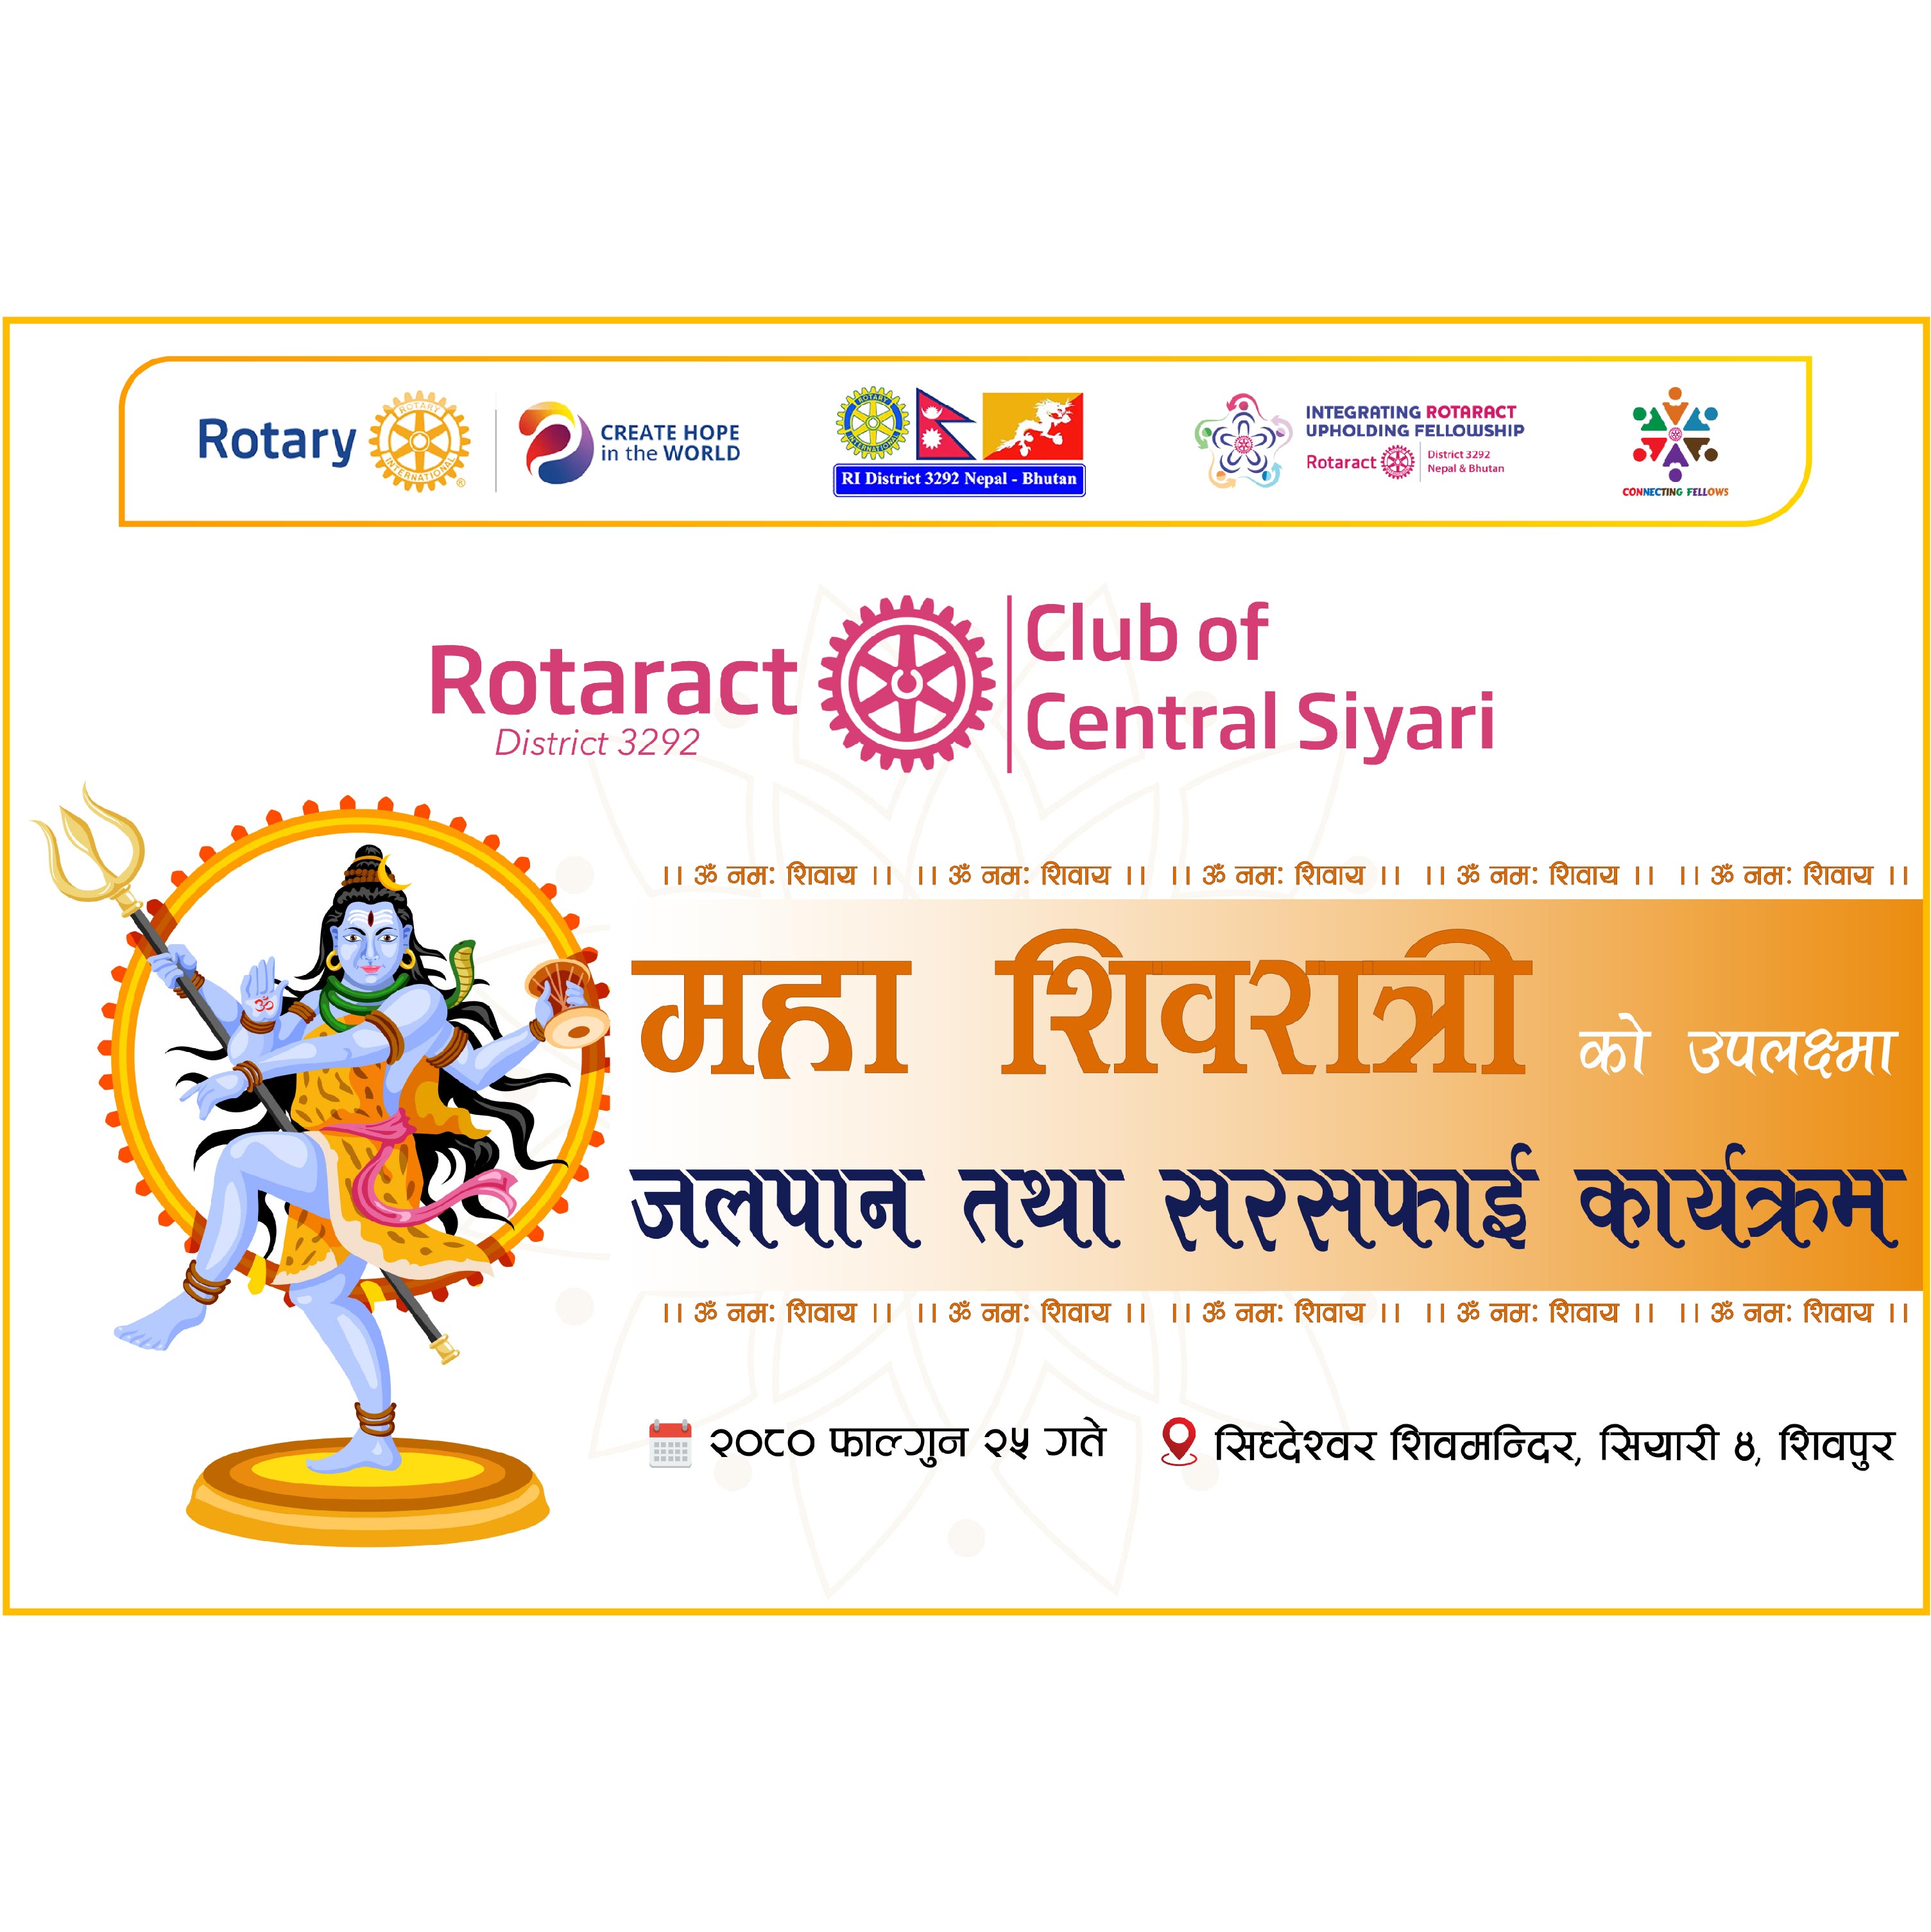 Rotary
ROTARY
INTERNATIONAL
®
CREATE HOPE
in the WORLD
ROTARY
INTERNATIONAL
RI District 3292 Nepal - Bhutan
INTEGRATING ROTARACT
UPHOLDING FELLOWSHIP
Rotaract
District 3292
Nepal & Bhutan
CONNECTING FELLOWS
Rotaract
District 3292
Club of
Central Siyari
।। ॐ नमः शिवाय ।। ।। ॐ नमः शिवाय ।। ।। ॐ नमः शिवाय ।। ।। ॐ नमः शिवाय ।। ।। ॐ नमः शिवाय ।।
महा शिवरात्री को उपलक्ष्मा
जलपान तथा सरसफाई कार्यक्रम
।। ॐ नमः शिवाय ।। ।। ॐ नमः शिवाय ।। ।। ॐ नमः शिवाय ।। ।। ॐ नमः शिवाय ।। ।। ॐ नमः शिवाय ।।
ॐ
२०८० फाल्गुन २५ गते
सिध्देश्वर शिवमन्दिर, सियारी ४, शिवपुर